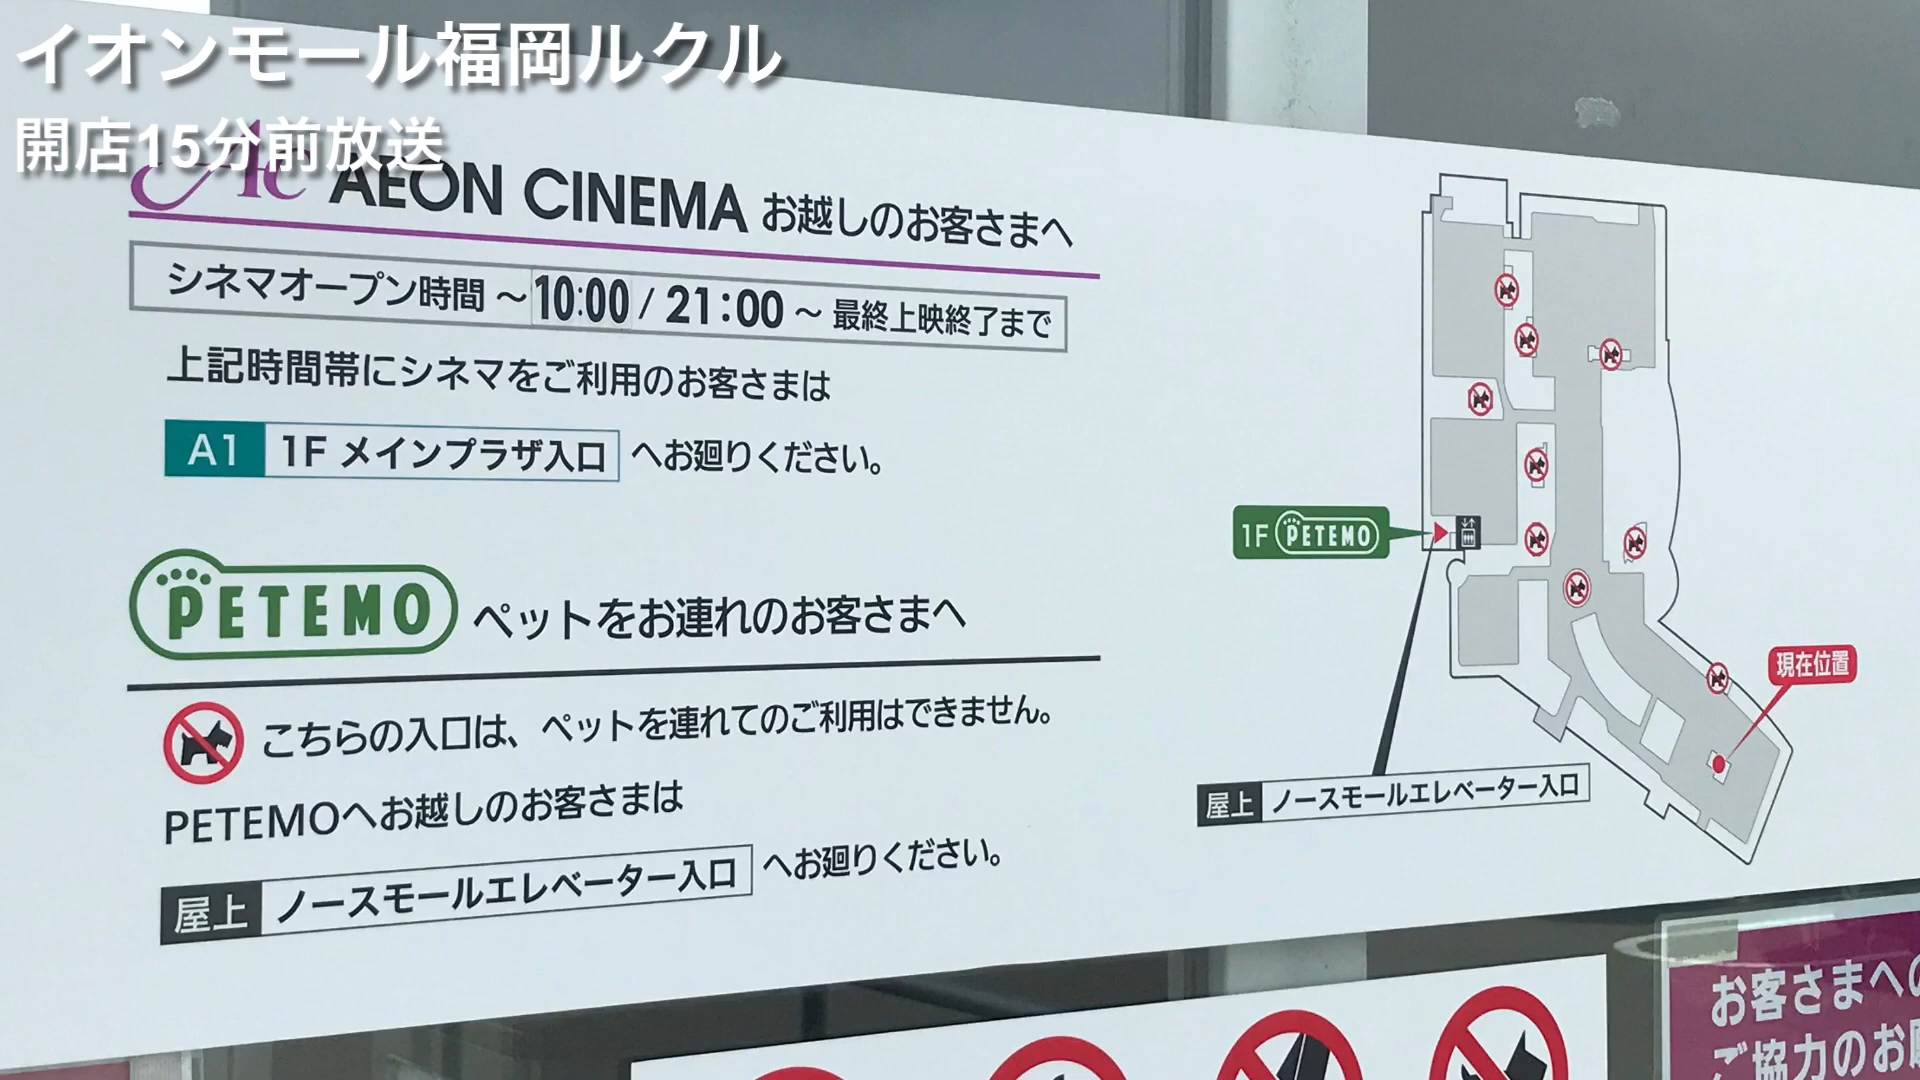 イオンモール福岡ルクル
開店15分前放送
Ac AEON CINEMA お越しのお客さまへ
シネマオープン時間 ～10:00 / 21:00 ～ 最終上映終了まで
上記時間帯にシネマをご利用のお客さまは
A1 1F メインプラザ入口 へお廻りください。
PETEMO ペットをお連れのお客さまへ
こちらの入口は、ペットを連れてのご利用はできません。
PETEMOへお越しのお客さまは
屋上 ノースモールエレベーター入口 へお廻りください。
1F PETEMO
現在位置
屋上 ノースモールエレベーター入口
お客さまへの
ご協力のお